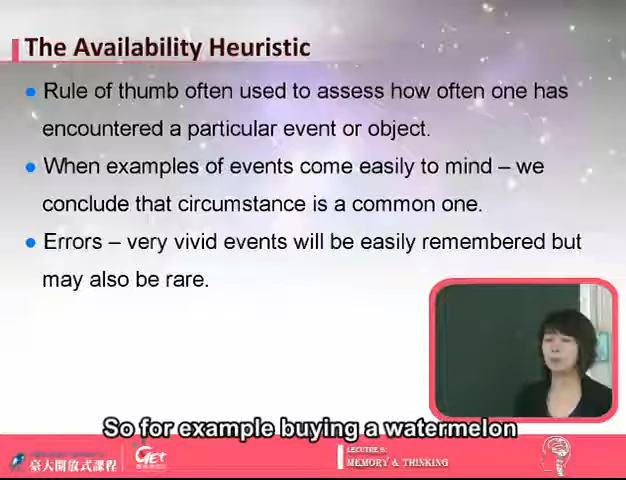 The Availability Heuristic
Rule of thumb often used to assess how often one has
encountered a particular event or object.
When examples of events come easily to mind – we
conclude that circumstance is a common one.
Errors – very vivid events will be easily remembered but
may also be rare.
So for example buying a watermelon
臺大開放式課程
GET
MEMORY & THINKING